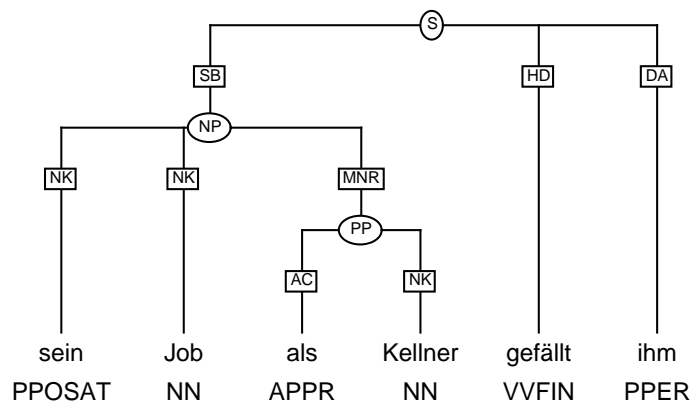 S
SB HD DA
NP
NK NK MNR
PP
AC NK
sein Job als Kellner gefällt ihm
PPOSAT NN APPR NN VVFIN PPER